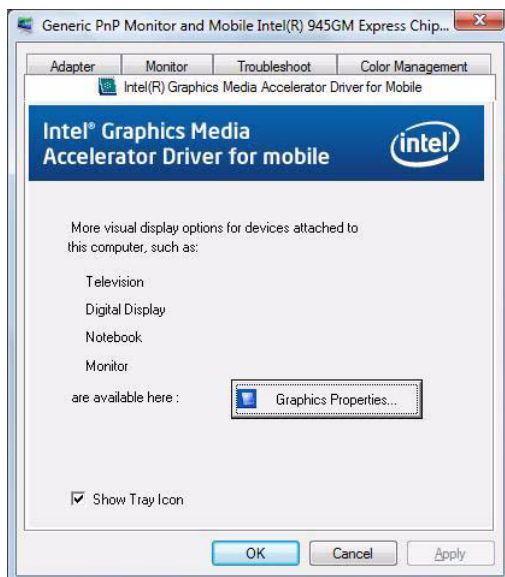 Generic PnP Monitor and Mobile Intel(R) 945GM Express Chip...
Adapter Monitor Troubleshoot Color Management
Intel(R) Graphics Media Accelerator Driver for Mobile
Intel® Graphics Media
Accelerator Driver for mobile
intel
More visual display options for devices attached to
this computer, such as:
Television
Digital Display
Notebook
Monitor
are available here :
Graphics Properties...
Show Tray Icon
OK Cancel Apply